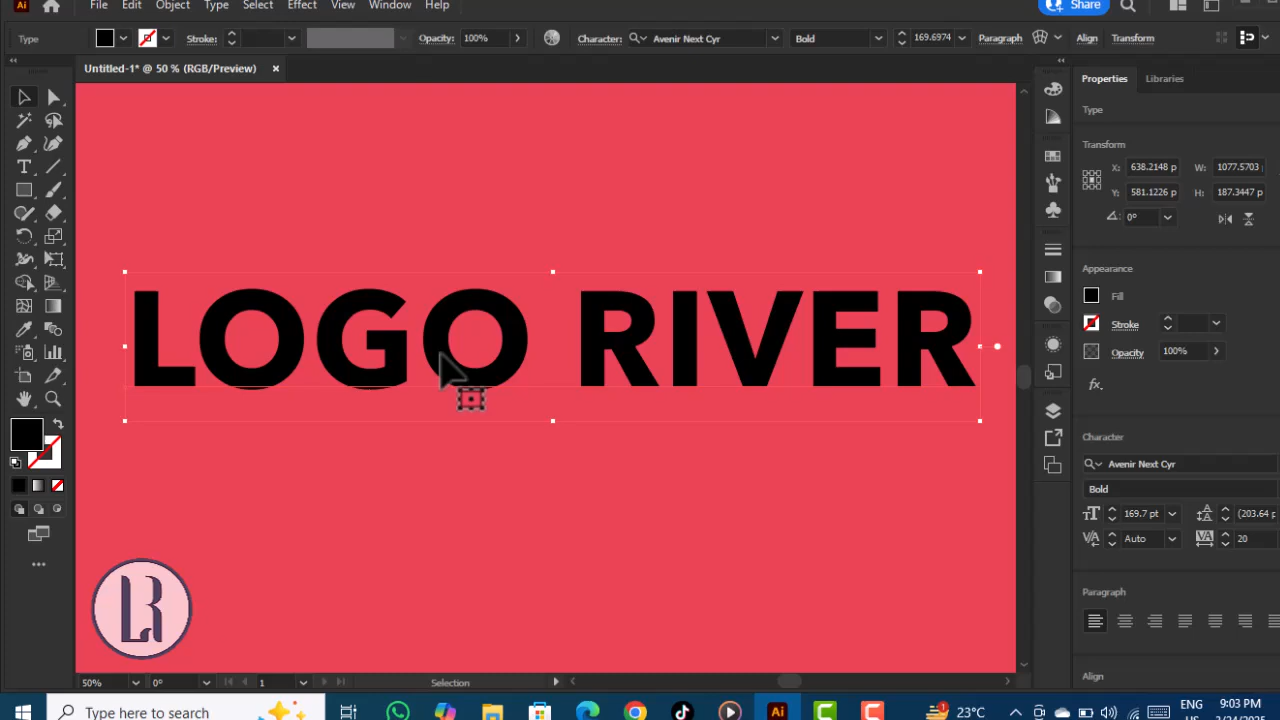 Ai File Edit Object Type Select Effect View Window Help Share
Type Stroke: Opacity: 100% Character: Avenir Next Cyr Bold 169.6974 Paragraph Align Transform
Untitled-1* @ 50 % (RGB/Preview) ×
Properties Libraries
Type
Transform
X: 638.2148 p W: 1077.5703
Y: 581.1226 p H: 187.3447 p
0°
Appearance
Fill
Stroke
Opacity 100%
fx.
LOGO RIVER
Character
Avenir Next Cyr
Bold
169.7 pt (203.64 p
Auto 20
Paragraph
Align
LR
50% 0° 1 Selection
Type here to search
Ai
1 23°C
ENG
9:03 PM